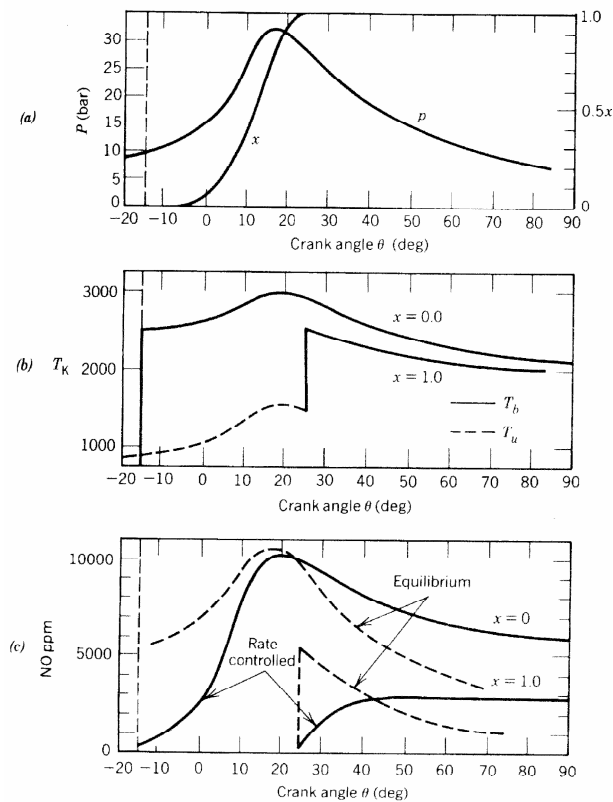 (a)
P (bar)
30
25
20
15
10
5
0
x
p
1.0
0.5x
0
-20 -10 0 10 20 30 40 50 60 70 80 90
Crank angle θ (deg)
(b)
T_K
3000
2000
1000
x = 0.0
x = 1.0
T_b
T_u
-20 -10 0 10 20 30 40 50 60 70 80 90
Crank angle θ (deg)
(c)
NO ppm
10000
5000
0
Equilibrium
Rate
controlled
x = 0
x = 1.0
-20 -10 0 10 20 30 40 50 60 70 80 90
Crank angle θ (deg)